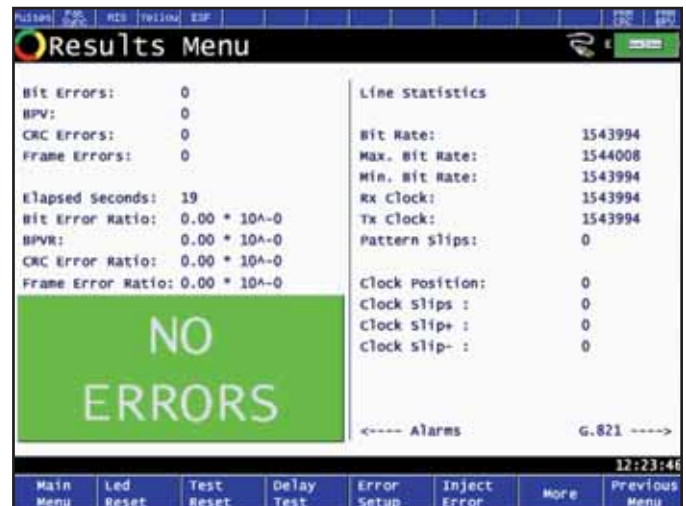 Pulses Pat. Sync AIS Yellow ESF CRC BPV
Results Menu
E
Bit Errors: 0
BPV: 0
CRC Errors: 0
Frame Errors: 0
Elapsed Seconds: 19
Bit Error Ratio: 0.00 * 10^-0
BPVR: 0.00 * 10^-0
CRC Error Ratio: 0.00 * 10^-0
Frame Error Ratio: 0.00 * 10^-0
NO
ERRORS
Line Statistics
Bit Rate: 1543994
Max. Bit Rate: 1544008
Min. Bit Rate: 1543994
Rx Clock: 1543994
Tx Clock: 1543994
Pattern Slips: 0
Clock Position: 0
Clock Slips : 0
Clock Slip+ : 0
Clock Slip- : 0
<---- Alarms G.821 ---->
12:23:46
Main Menu Led Reset Test Reset Delay Test Error Setup Inject Error More Previous Menu